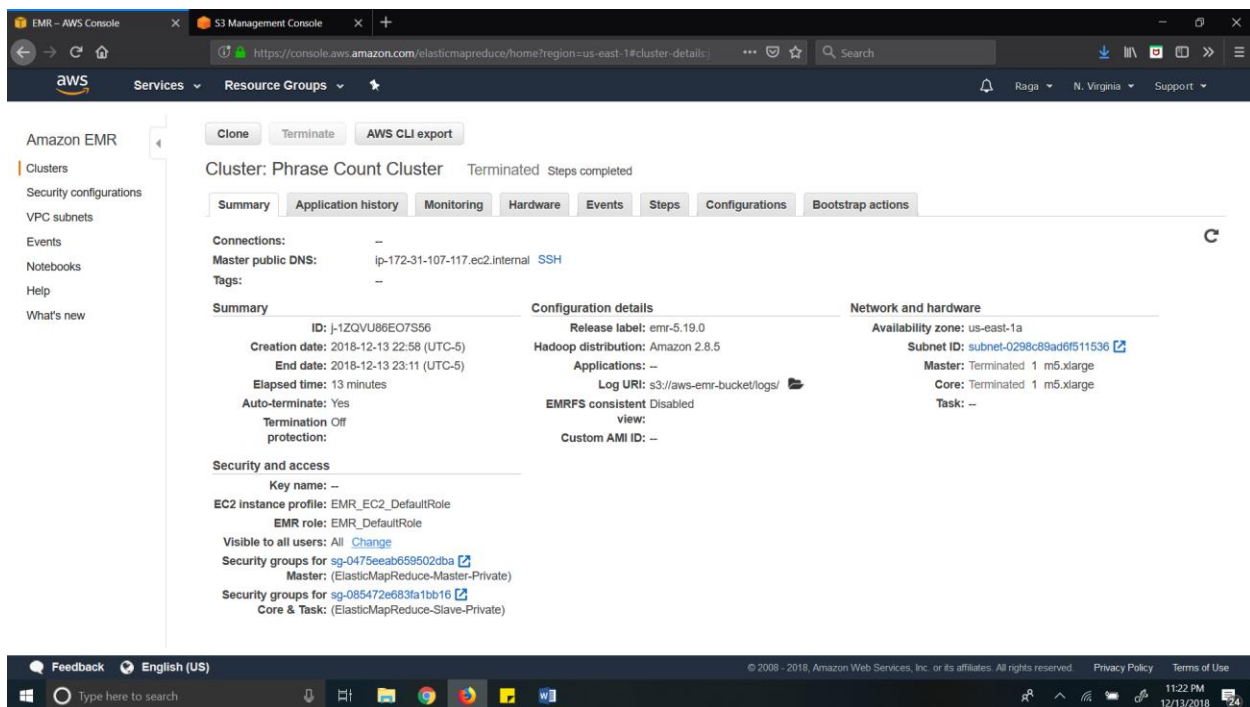 EMR – AWS Console
S3 Management Console
https://console.aws.amazon.com/elasticmapreduce/home?region=us-east-1#cluster-details:
Search
aws
Services
Resource Groups
Raga
N. Virginia
Support
Amazon EMR
Clusters
Security configurations
VPC subnets
Events
Notebooks
Help
What's new
Clone
Terminate
AWS CLI export
Cluster: Phrase Count Cluster Terminated Steps completed
Summary
Application history
Monitoring
Hardware
Events
Steps
Configurations
Bootstrap actions
Connections: --
Master public DNS: ip-172-31-107-117.ec2.internal SSH
Tags: --
Summary
ID: j-1ZQVU86EO7S56
Creation date: 2018-12-13 22:58 (UTC-5)
End date: 2018-12-13 23:11 (UTC-5)
Elapsed time: 13 minutes
Auto-terminate: Yes
Termination Off
protection:
Configuration details
Release label: emr-5.19.0
Hadoop distribution: Amazon 2.8.5
Applications: --
Log URI: s3://aws-emr-bucket/logs/
EMRFS consistent Disabled
view:
Custom AMI ID: --
Network and hardware
Availability zone: us-east-1a
Subnet ID: subnet-0298c89ad6f511536
Master: Terminated 1 m5.xlarge
Core: Terminated 1 m5.xlarge
Task: --
Security and access
Key name: --
EC2 instance profile: EMR_EC2_DefaultRole
EMR role: EMR_DefaultRole
Visible to all users: All Change
Security groups for sg-0475eeab659502dba
Master: (ElasticMapReduce-Master-Private)
Security groups for sg-085472e683fa1bb16
Core & Task: (ElasticMapReduce-Slave-Private)
Feedback
English (US)
© 2008 - 2018, Amazon Web Services, Inc. or its affiliates. All rights reserved.
Privacy Policy
Terms of Use
Type here to search
11:22 PM
12/13/2018
24